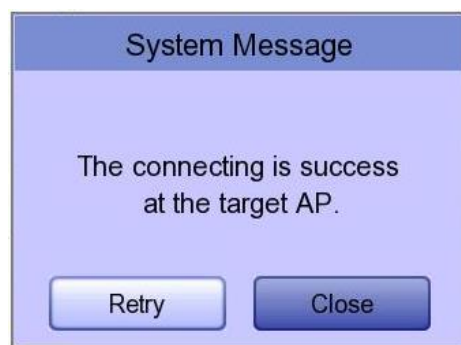 System Message
The connecting is success
at the target AP.
Retry
Close